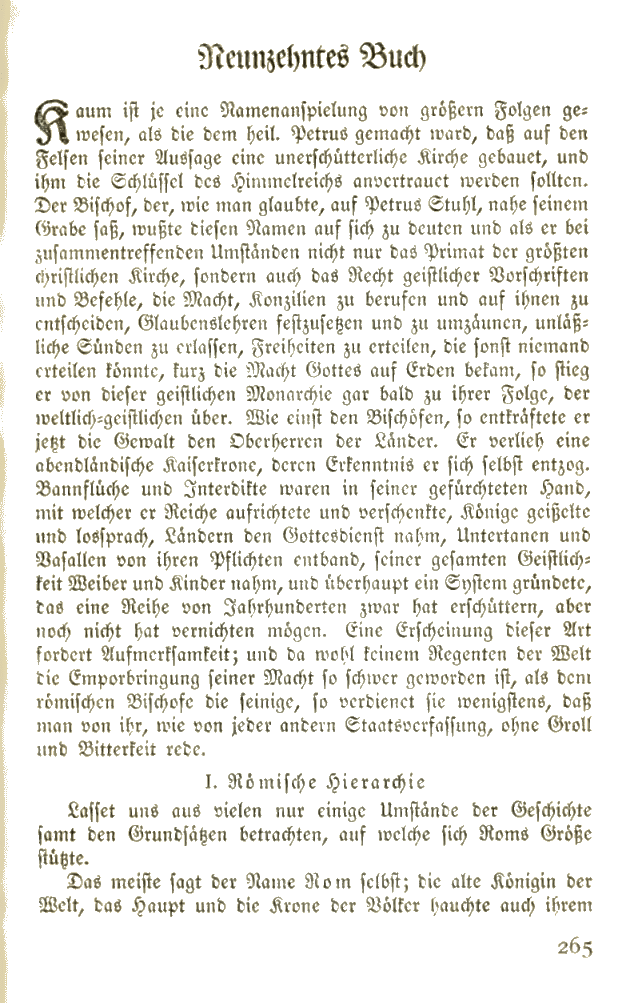 Neunzehntes Buch
Kaum ist je eine Namenanspielung von größern Folgen ge-
wesen, als die dem heil. Petrus gemacht ward, daß auf den
Felsen seiner Aussage eine unerschütterliche Kirche gebauet, und
ihm die Schlüssel des Himmelreichs anvertrauet werden sollten.
Der Bischof, der, wie man glaubte, auf Petrus Stuhl, nahe seinem
Grabe saß, wußte diesen Namen auf sich zu deuten und als er bei
zusammentreffenden Umständen nicht nur das Primat der größten
christlichen Kirche, sondern auch das Recht geistlicher Vorschriften
und Befehle, die Macht, Konzilien zu berufen und auf ihnen zu
entscheiden, Glaubenslehren festzusetzen und zu umzäunen, unläß-
liche Sünden zu erlassen, Freiheiten zu erteilen, die sonst niemand
erteilen könnte, kurz die Macht Gottes auf Erden bekam, so stieg
er von dieser geistlichen Monarchie gar bald zu ihrer Folge, der
weltlich-geistlichen über. Wie einst den Bischöfen, so entkräftete er
jetzt die Gewalt den Oberherren der Länder. Er verlieh eine
abendländische Kaiserkrone, deren Erkenntnis er sich selbst entzog.
Bannflüche und Interdikte waren in seiner gefürchteten Hand,
mit welcher er Reiche aufrichtete und verschenkte, Könige geißelte
und lossprach, Ländern den Gottesdienst nahm, Untertanen und
Vasallen von ihren Pflichten entband, seiner gesamten Geistlich-
keit Weiber und Kinder nahm, und überhaupt ein System gründete,
das eine Reihe von Jahrhunderten zwar hat erschüttern, aber
noch nicht hat vernichten mögen. Eine Erscheinung dieser Art
fordert Aufmerksamkeit; und da wohl keinem Regenten der Welt
die Emporbringung seiner Macht so schwer geworden ist, als dem
römischen Bischofe die seinige, so verdienet sie wenigstens, daß
man von ihr, wie von jeder andern Staatsverfassung, ohne Groll
und Bitterkeit rede.
I. Römische Hierarchie
Lasset uns aus vielen nur einige Umstände der Geschichte
samt den Grundsätzen betrachten, auf welche sich Roms Größe
stützte.
Das meiste sagt der Name Rom selbst; die alte Königin der
Welt, das Haupt und die Krone der Völker hauchte auch ihrem
265